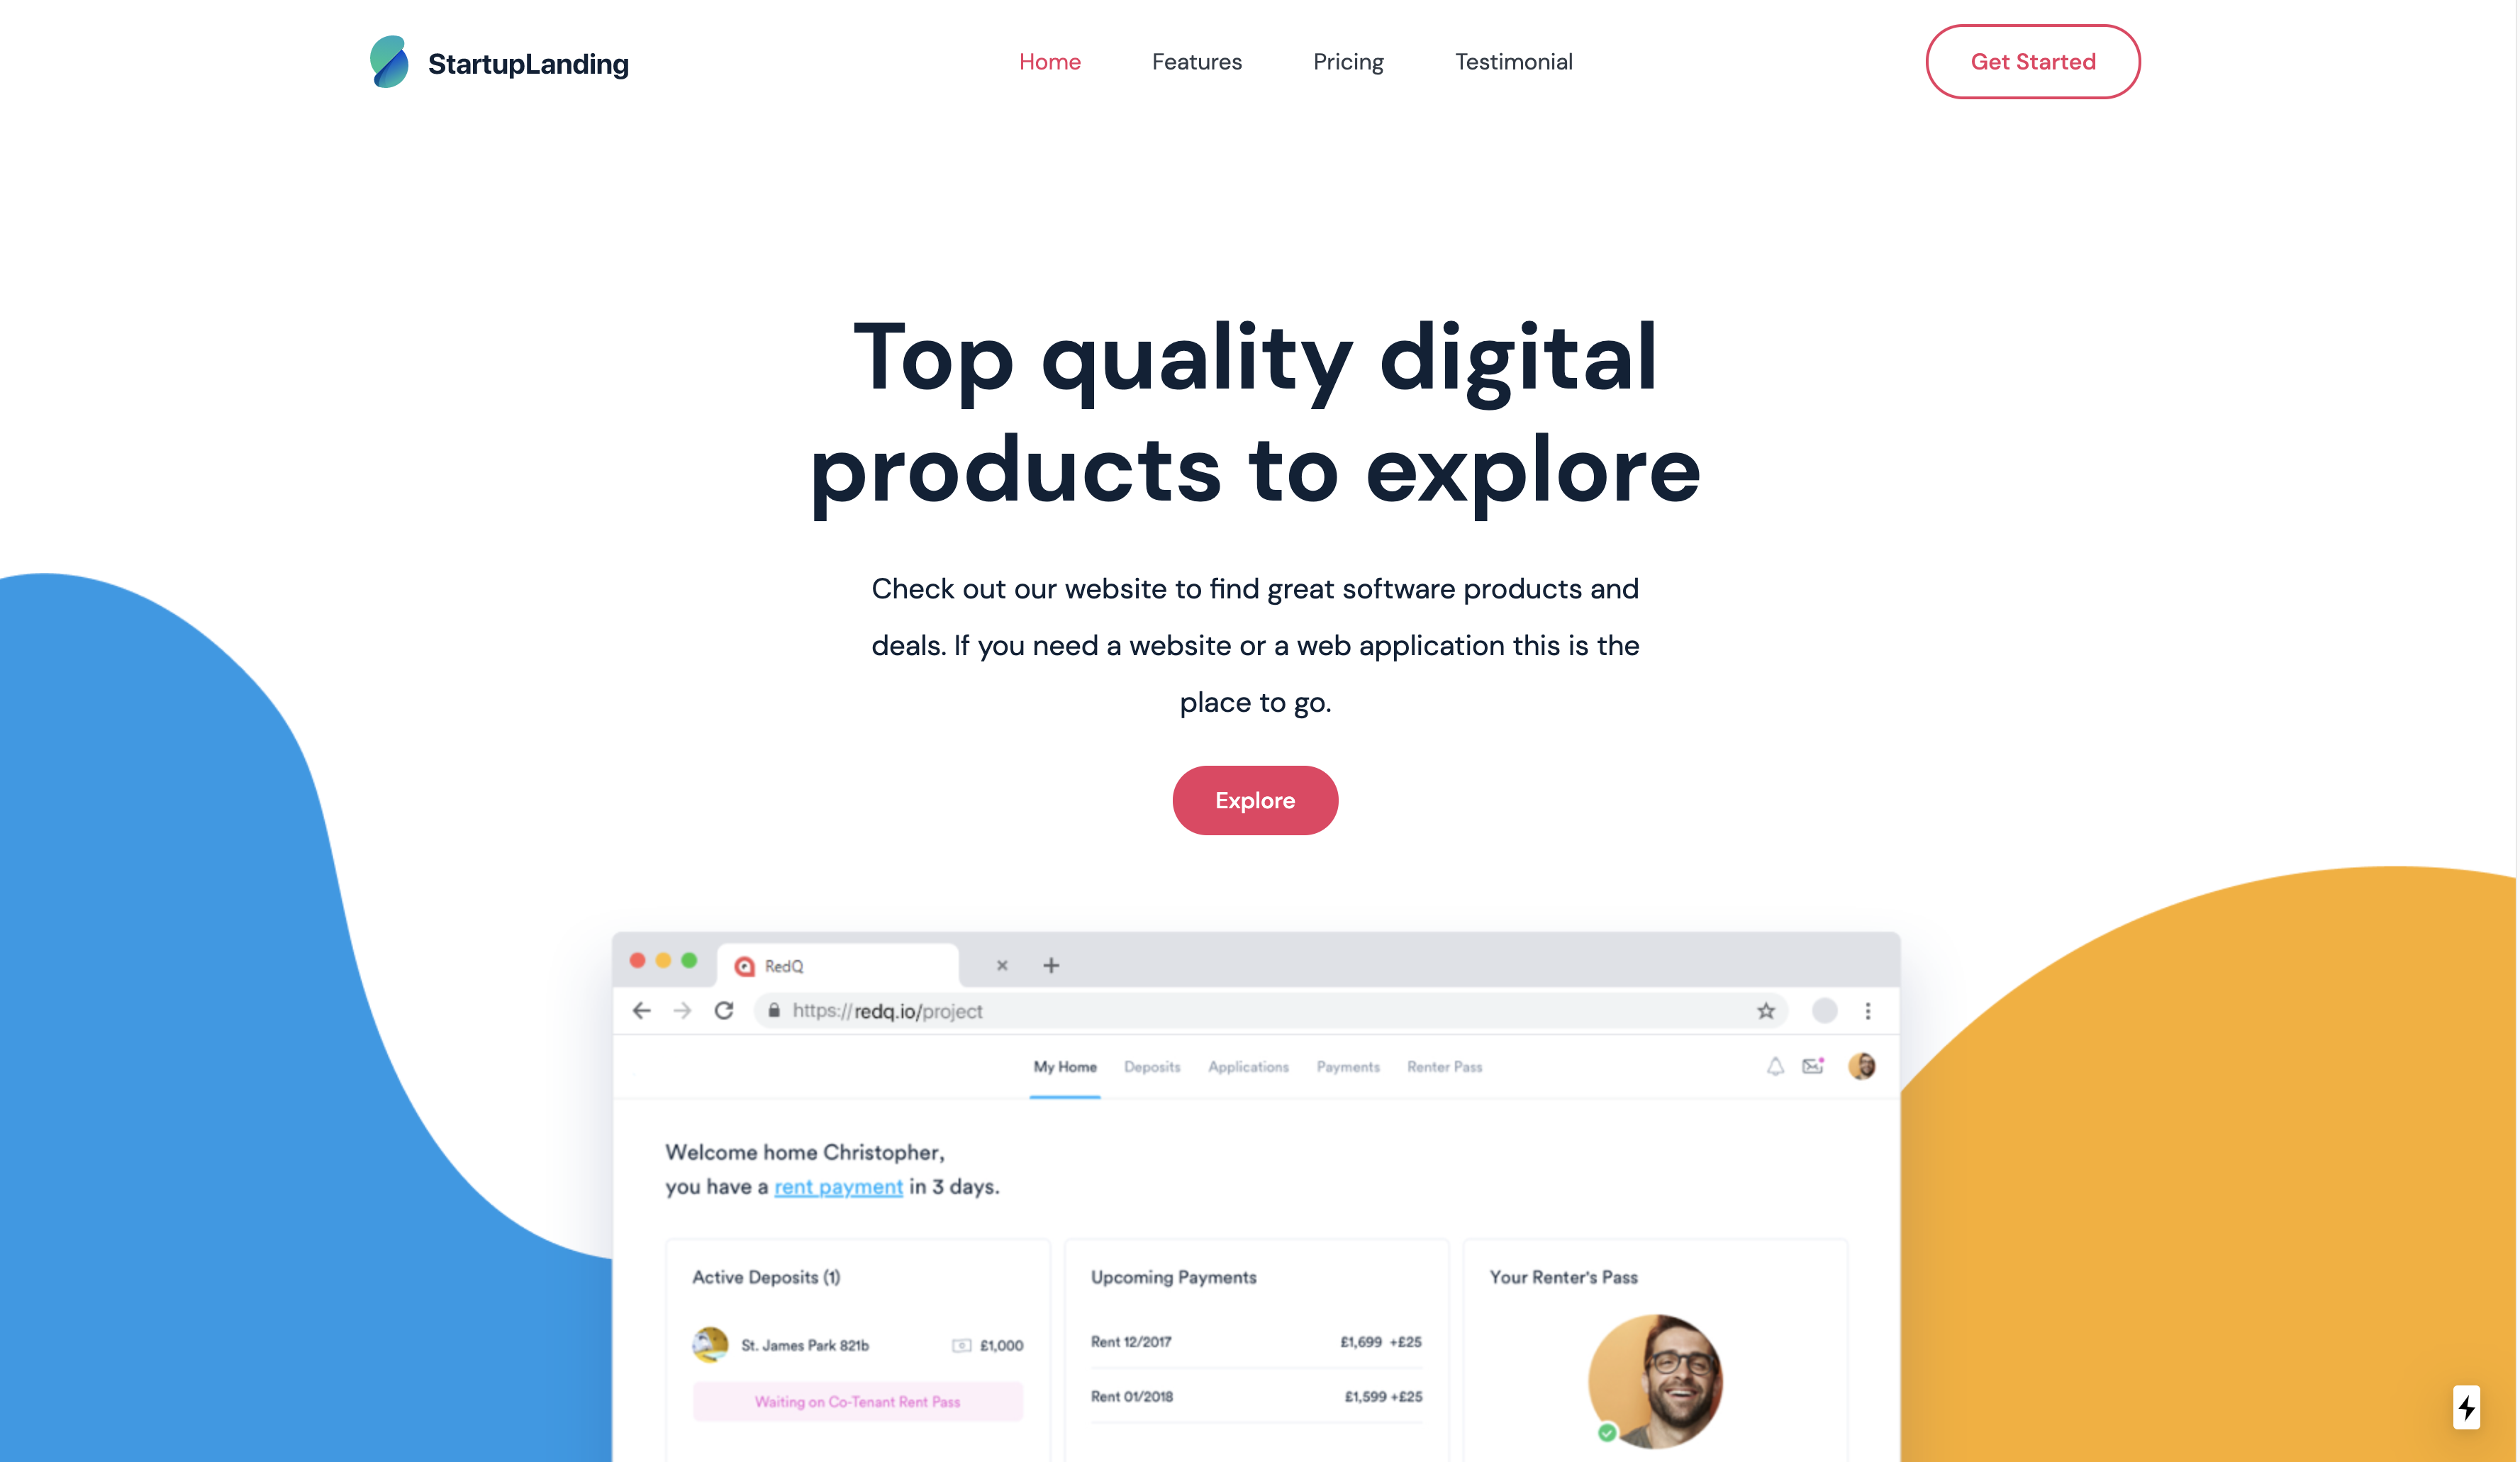 StartupLanding
Home Features Pricing Testimonial
Get Started
Top quality digital
products to explore
Check out our website to find great software products and
deals. If you need a website or a web application this is the
place to go.
Explore
RedQ
https://redq.io/project
My Home Deposits Applications Payments Renter Pass
Welcome home Christopher,
you have a rent payment in 3 days.
Active Deposits (1)
St. James Park 821b £1,000
Waiting on Co-Tenant Rent Pass
Upcoming Payments
Rent 12/2017 £1,699 +£25
Rent 01/2018 £1,599 +£25
Your Renter's Pass